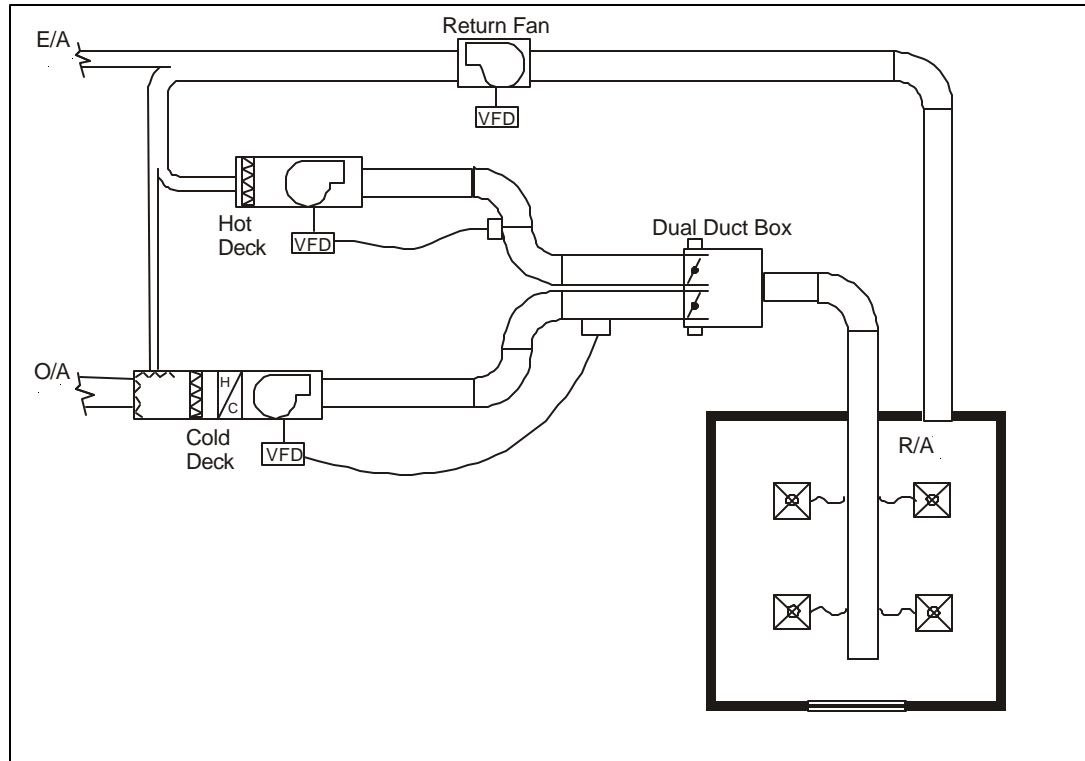 Return Fan
E/A
VFD
Hot
Deck
VFD
Dual Duct Box
O/A
H
C
Cold
Deck
VFD
R/A